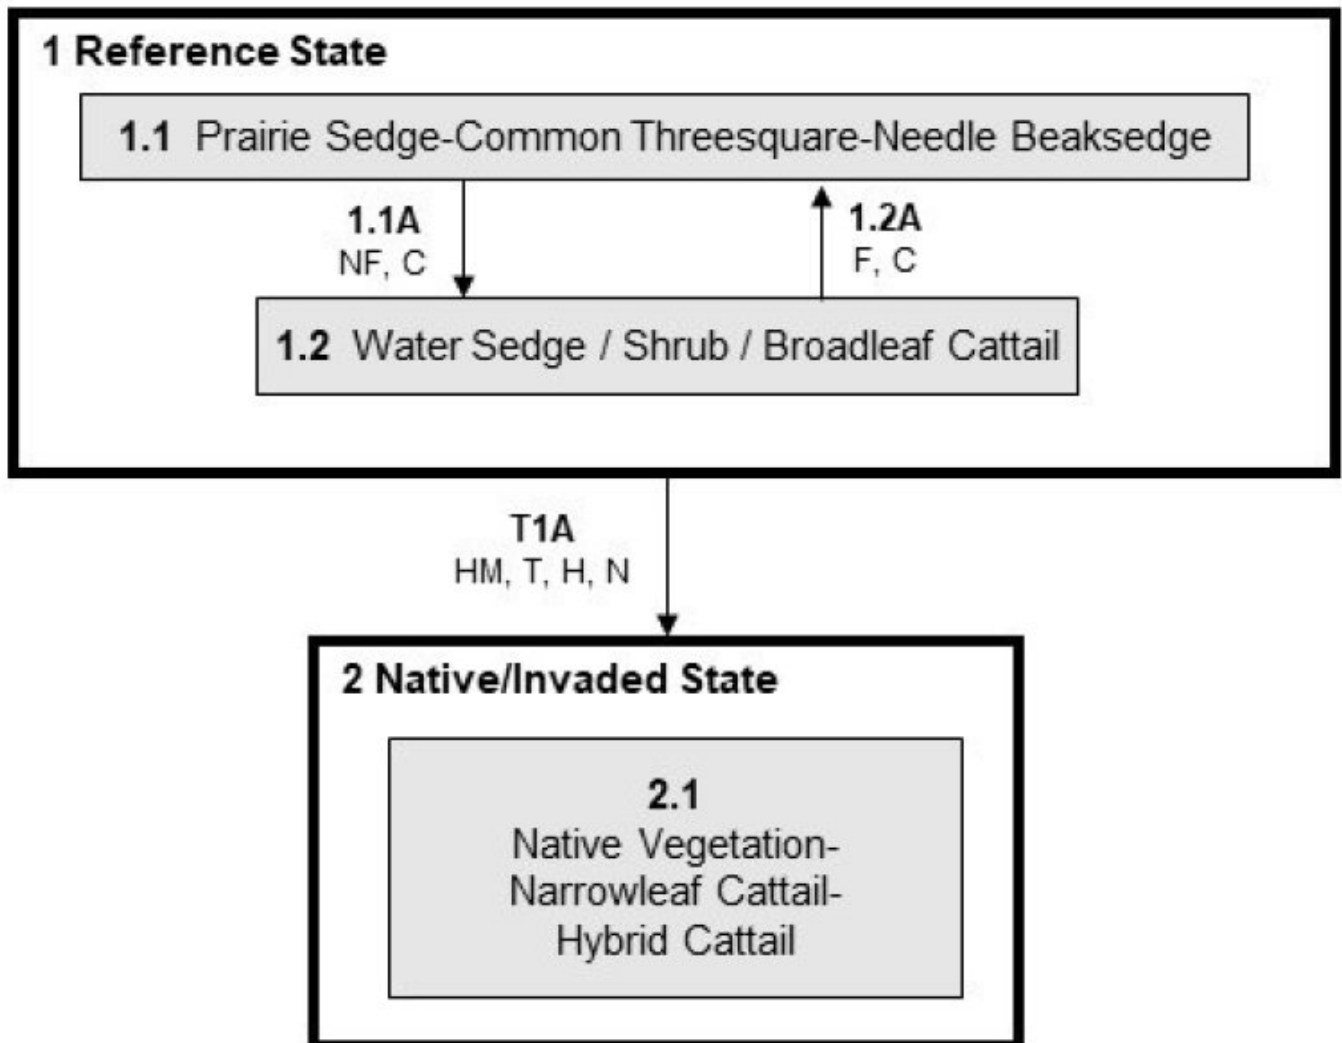 1 Reference State
1.1 Prairie Sedge-Common Threesquare-Needle Beaksedge
1.1A
NF, C
1.2A
F, C
1.2 Water Sedge / Shrub / Broadleaf Cattail
T1A
HM, T, H, N
2 Native/Invaded State
2.1
Native Vegetation-
Narrowleaf Cattail-
Hybrid Cattail